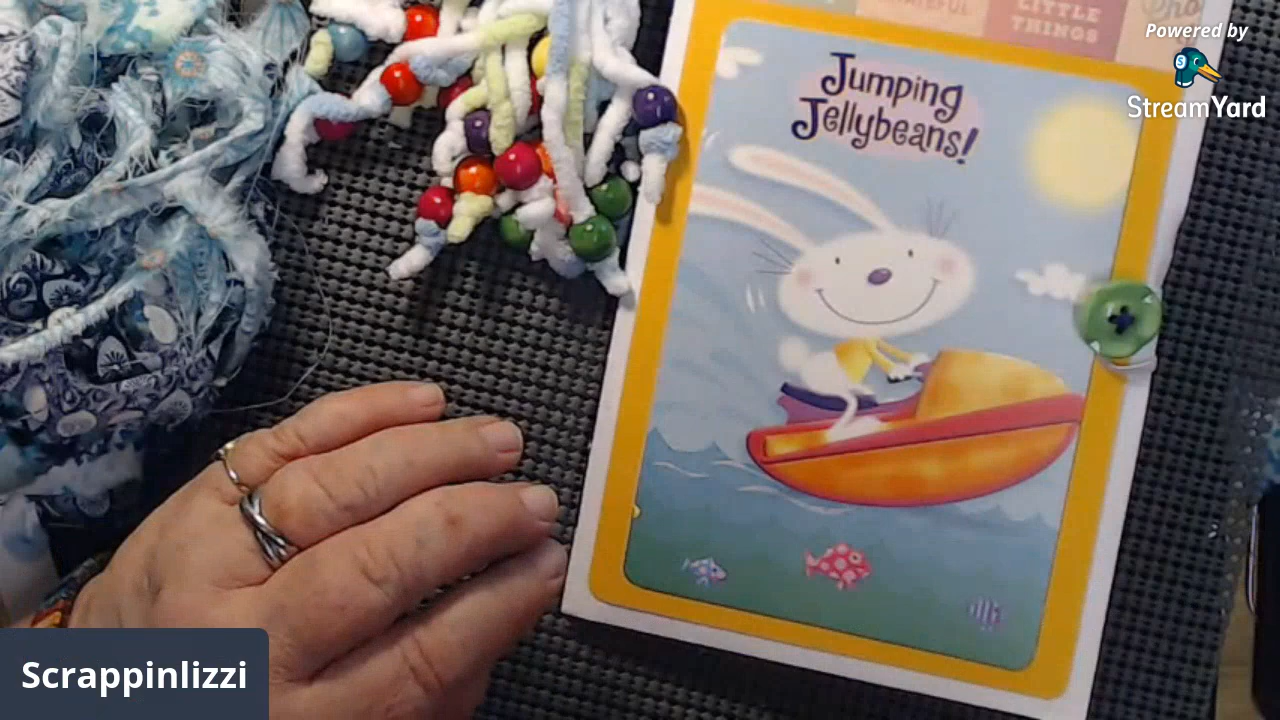 LITTLE
THINGS
Powered by
StreamYard
Jumping
Jellybeans!
Scrappinlizzi